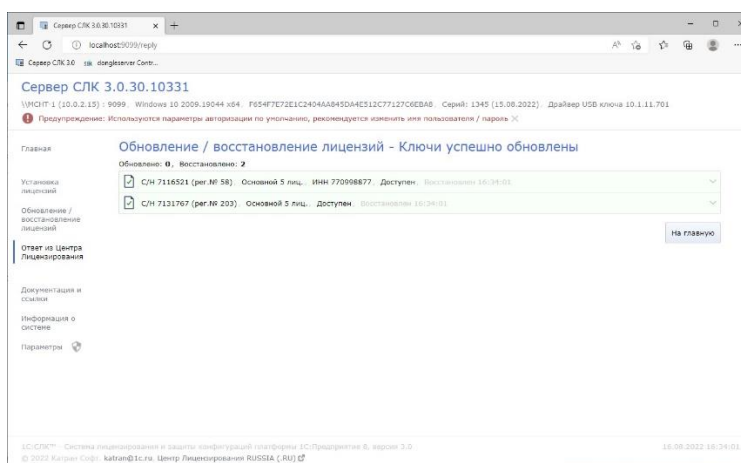 Сервер СЛК 3.0.30.10331
localhost:9099/reply
Сервер СЛК 3.0 dongleserver Contr...
Сервер СЛК 3.0.30.10331
\\MCHT-1 (10.0.2.15) : 9099, Windows 10 2009.19044 x64, Серий: 1345 (15.08.2022). Драйвер USB ключа 10.1.11.701
Предупреждение: Используются параметры авторизации по умолчанию, рекомендуется изменить имя пользователя / пароль
Главная
Установка лицензий
Обновление / восстановление лицензий
Ответ из Центра Лицензирования
Документация и ссылки
Информация о системе
Параметры
Обновление / восстановление лицензий - Ключи успешно обновлены
Обновлено: 0, Восстановлено: 2
С/Н 7116521 (рег.№ 58). Основной 5 лиц.. ИНН 770998877. Доступен. Восстановлен 16:34:01
С/Н 7131767 (рег.№ 203). Основной 5 лиц.. Доступен. Восстановлен 16:34:01
На главную
1С:СЛК™ - Система лицензирования и защиты конфигураций платформы 1С:Предприятие 8, версия 3.0
18.09.2022 16:34:01
© 2022 Катран Софт. katran@1c.ru. Центр Лицензирования RUSSIA (.RU)